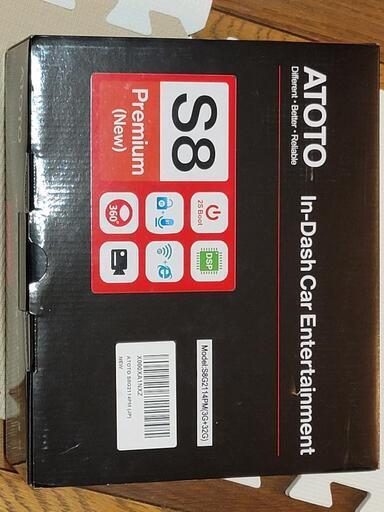 ATOTO
Different • Better • Reliable
In-Dash Car Entertainment
S8
Premium
(New)
2S Boot
DSP
360°
Model:S8G2114PM(3G+32G)
X000XA1NXZ
ATOTO S8G2114PM (JP)
NEW